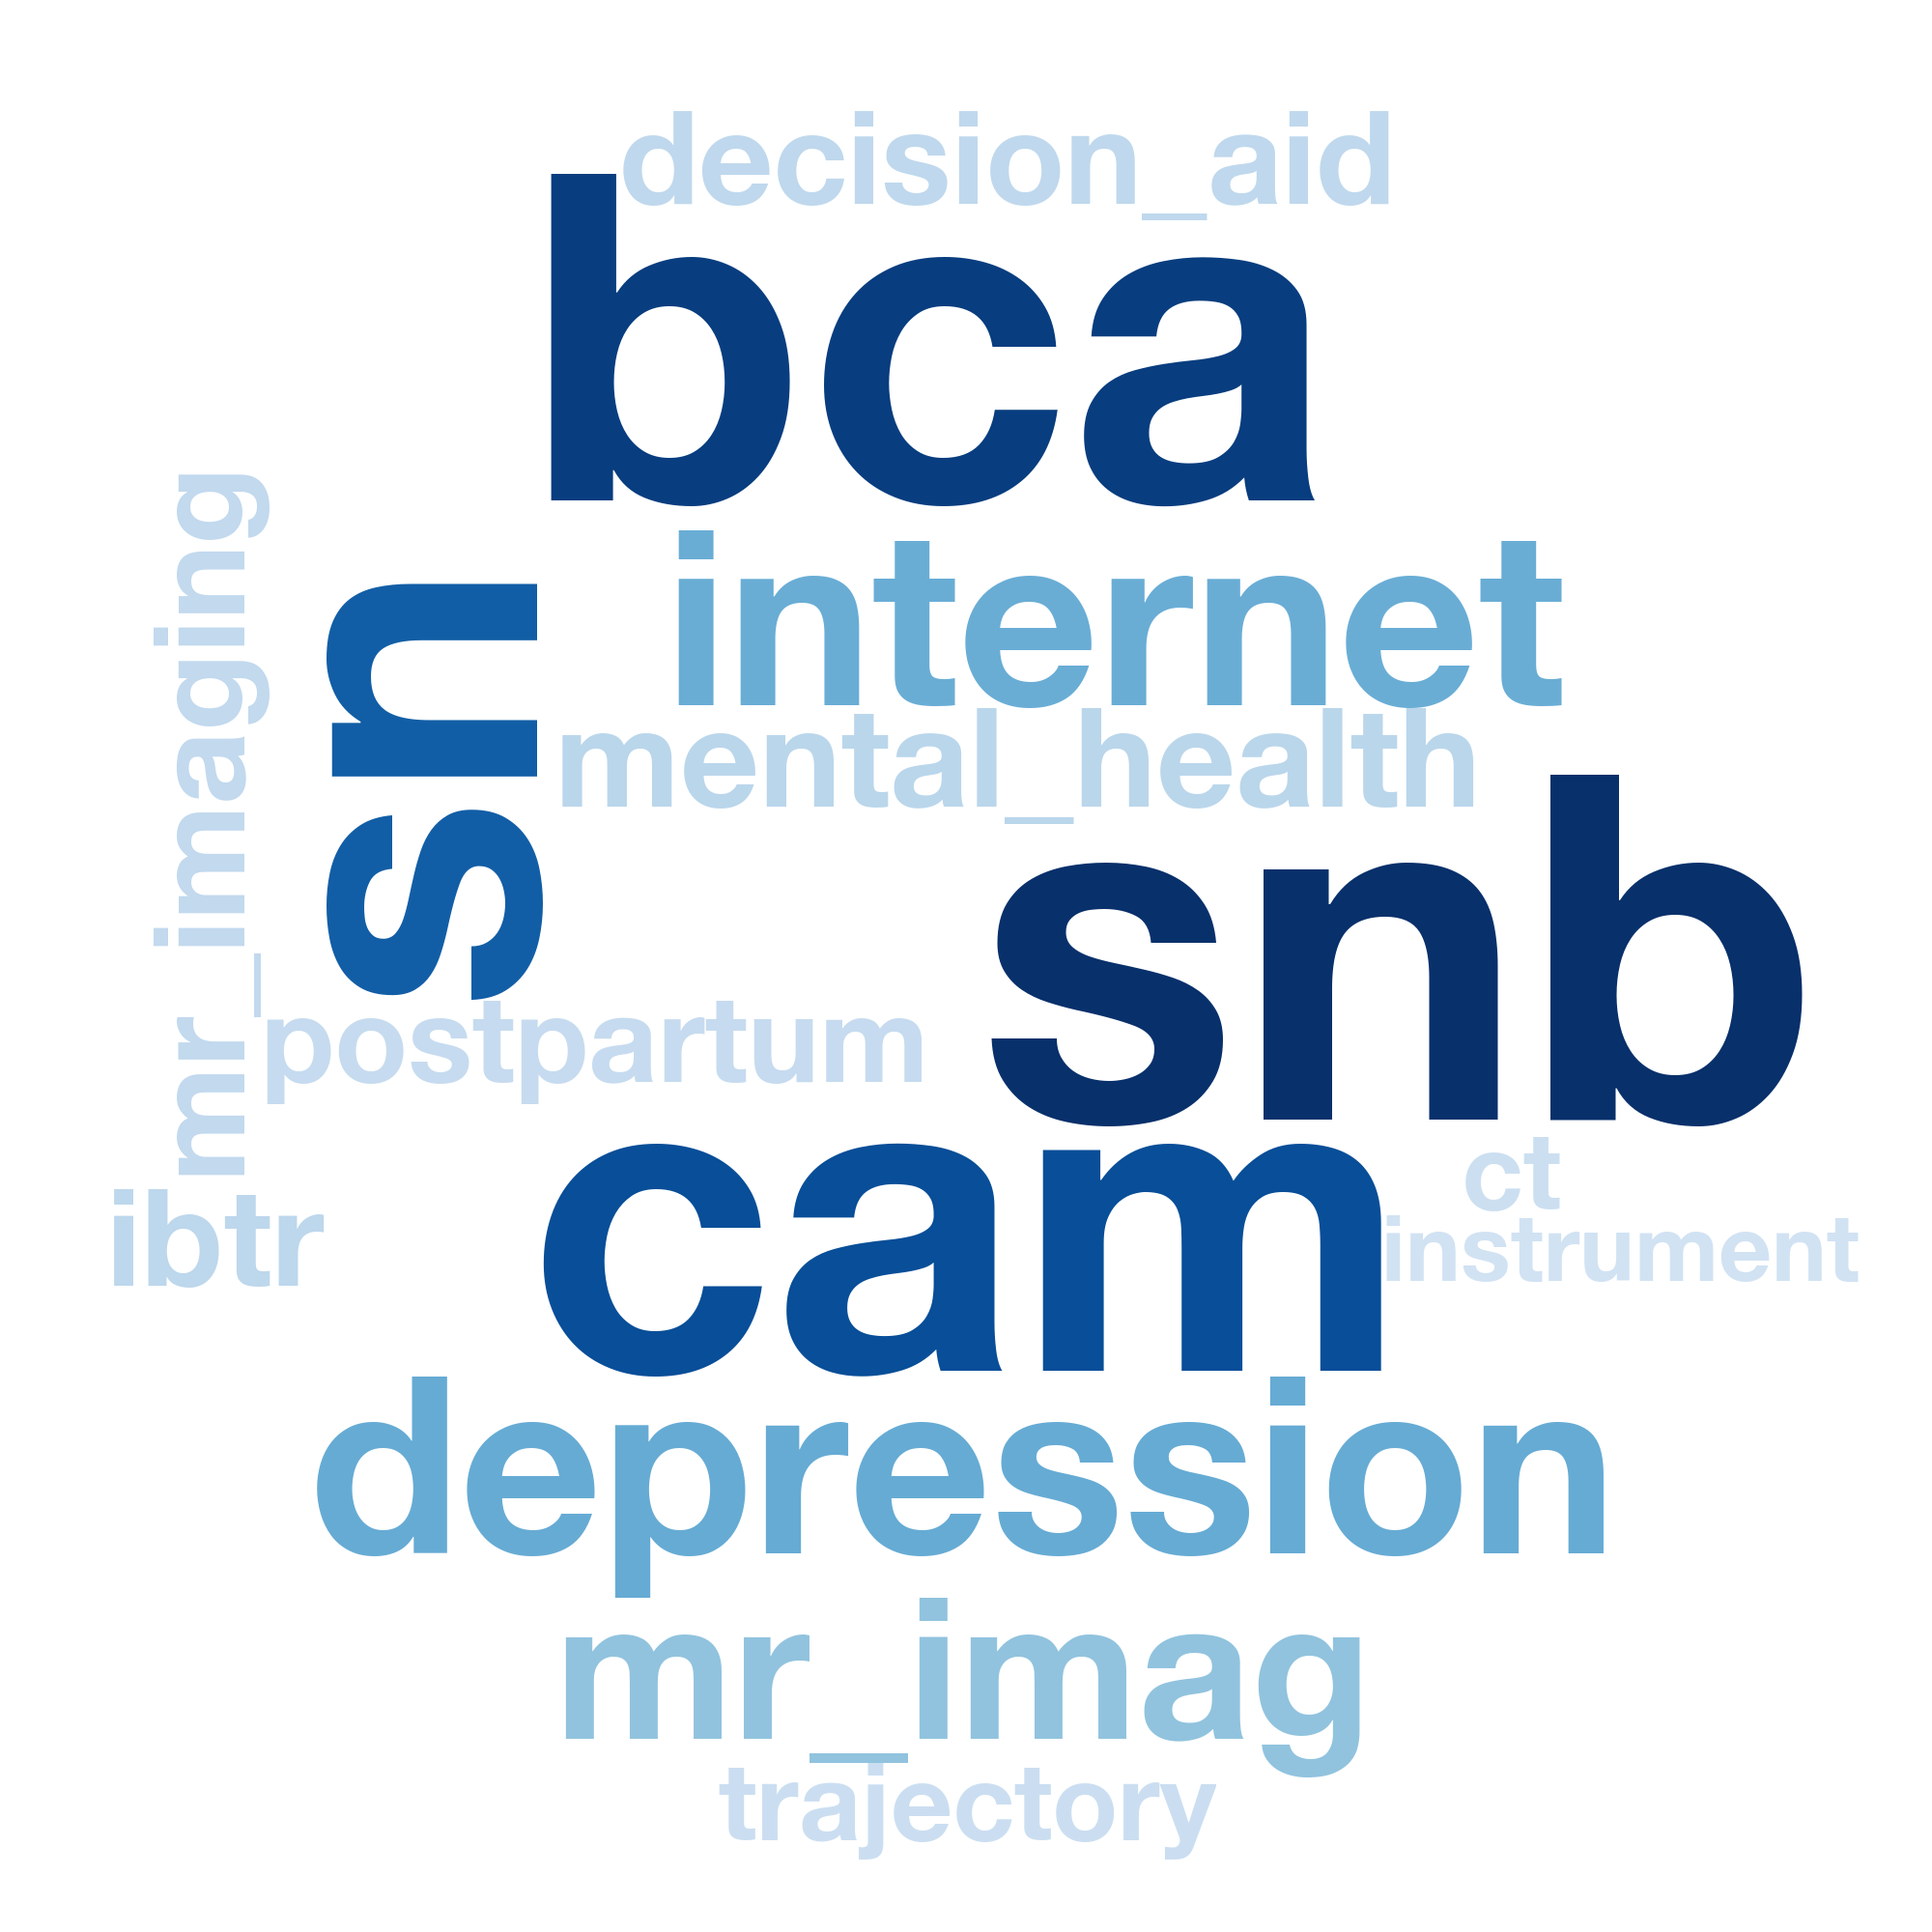 decision_aid
bca
internet
mental_health
sn
mr_imaging
snb
postpartum
cam
ct
instrument
ibtr
depression
mr_imag
trajectory